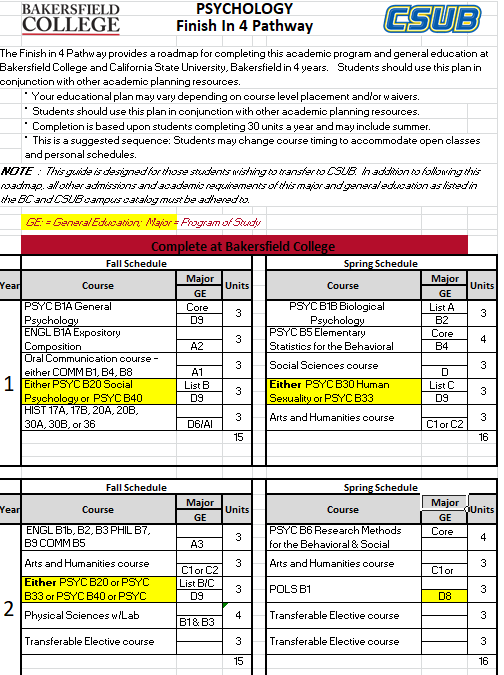 BAKERSFIELD
COLLEGE
PSYCHOLOGY
Finish In 4 Pathway
CSUB
The Finish in 4 Pathway provides a roadmap for completing this academic program and general education at
Bakersfield College and California State University, Bakersfield in 4 years. Students should use this plan in
conjunction with other academic planning resources.
* Your educational plan may vary depending on course level placement and/or waivers.
* Students should use this plan in conjunction with other academic planning resources.
* Completion is based upon students completing 30 units a year and may include summer.
* This is a suggested sequence: Students may change course timing to accommodate open classes
and personal schedules.
NOTE : This guide is designed for those students wishing to transfer to CSUB. In addition to following this
roadmap, all other admissions and academic requirements of this major and general education as listed in
the BC and CSUB campus catalog must be adhered to.
GE: = General Education; Major = Program of Study
Complete at Bakersfield College
Fall Schedule
Year Course Major GE Units
1
PSYC B1A General Core
Psychology D9 3
ENGL B1A Expository
Composition A2 3
Oral Communication course –
either COMM B1, B4, B8 A1 3
Either PSYC B20 Social List B
Psychology or PSYC B40 D9 3
HIST 17A, 17B, 20A, 20B,
30A, 30B, or 36 D6/AI 3
15
Spring Schedule
Course Major GE Units
PSYC B1B Biological List A
Psychology B2 3
PSYC B5 Elementary Core
Statistics for the Behavioral B4 4
Social Sciences course D 3
Either PSYC B30 Human List C
Sexuality or PSYC B33 D9 3
Arts and Humanities course C1 or C2 3
16
Fall Schedule
Year Course Major GE Units
2
ENGL B1b, B2, B3 PHIL B7,
B9 COMM B5 A3 3
Arts and Humanities course C1 or C2 3
Either PSYC B20 or PSYC List B/C
B33 or PSYC B40 or PSYC D9 3
Physical Sciences w/Lab B1& B3 4
Transferable Elective course 3
15
Spring Schedule
Course Major GE Units
PSYC B6 Research Methods Core
for the Behavioral & Social 4
Arts and Humanities course C1 or 3
POLS B1 D8 3
Transferable Elective course 3
Transferable Elective course 3
16